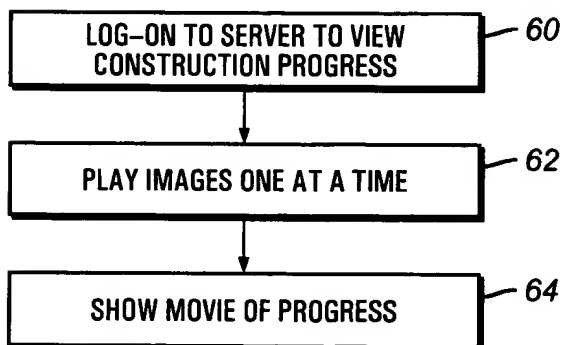 LOG-ON TO SERVER TO VIEW
CONSTRUCTION PROGRESS
60
PLAY IMAGES ONE AT A TIME
62
SHOW MOVIE OF PROGRESS
64